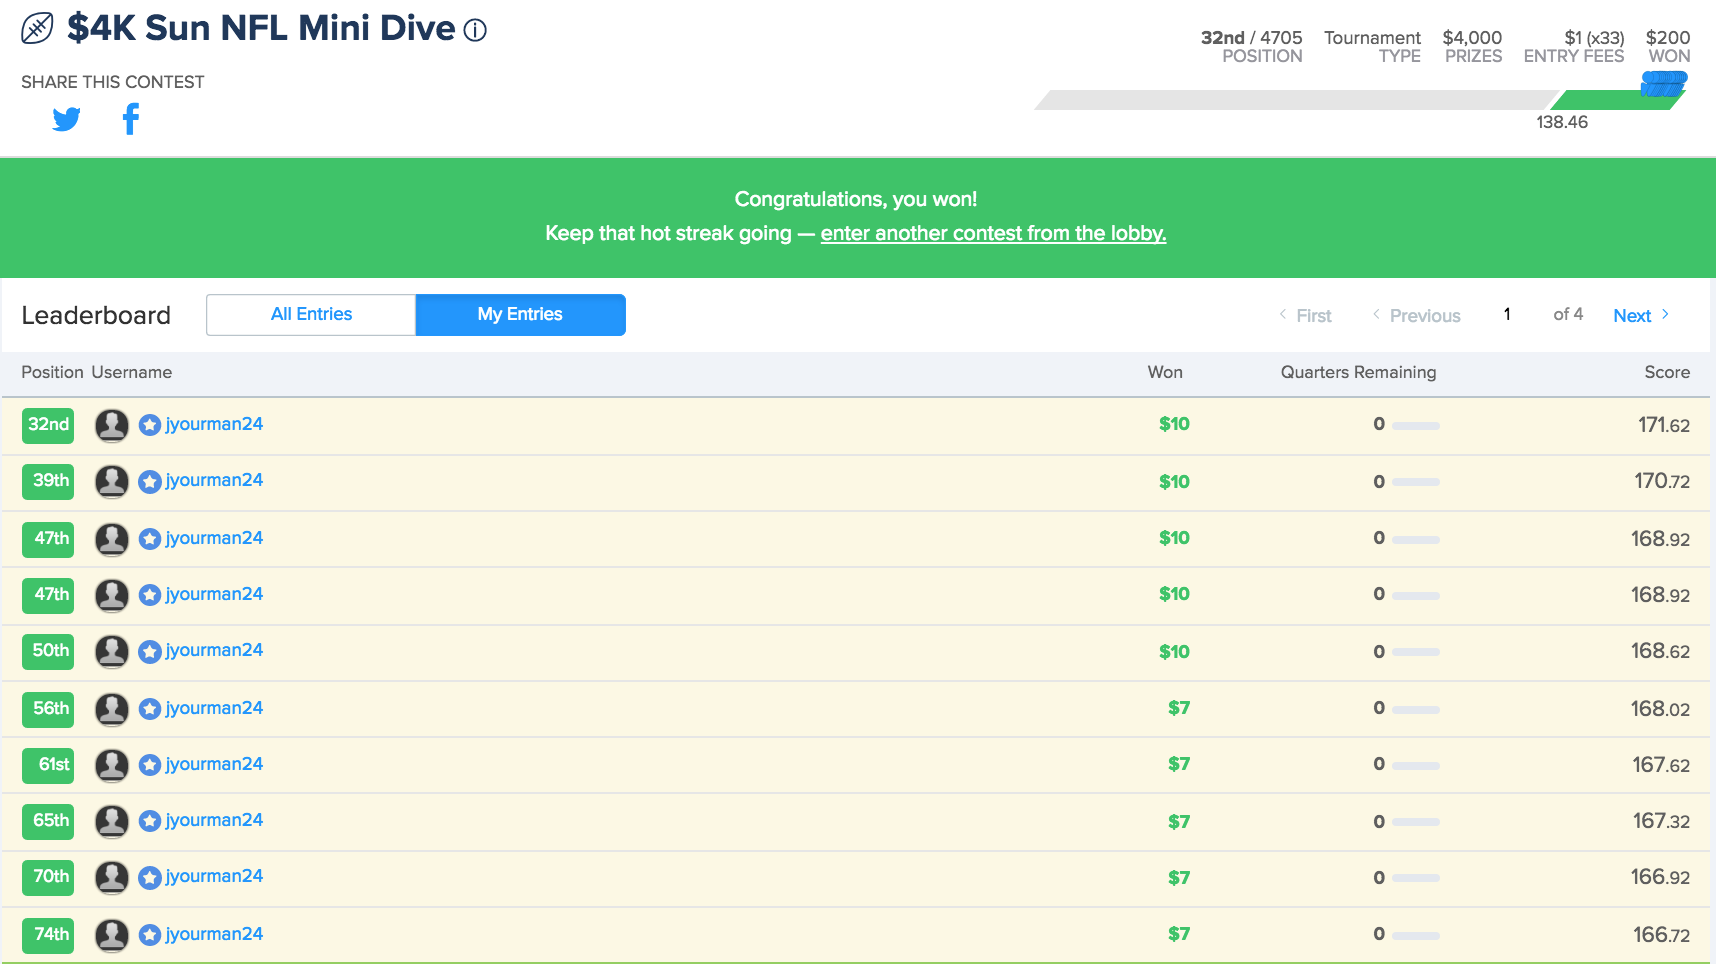 $4K Sun NFL Mini Dive
32nd / 4705 Tournament $4,000 $1 (x33) $200
POSITION TYPE PRIZES ENTRY FEES WON
SHARE THIS CONTEST
138.46
Congratulations, you won!
Keep that hot streak going — enter another contest from the lobby.
Leaderboard All Entries My Entries First Previous 1 of 4 Next
Position Username Won Quarters Remaining Score
32nd jyourman24 $10 0 171.62
39th jyourman24 $10 0 170.72
47th jyourman24 $10 0 168.92
47th jyourman24 $10 0 168.92
50th jyourman24 $10 0 168.62
56th jyourman24 $7 0 168.02
61st jyourman24 $7 0 167.62
65th jyourman24 $7 0 167.32
70th jyourman24 $7 0 166.92
74th jyourman24 $7 0 166.72